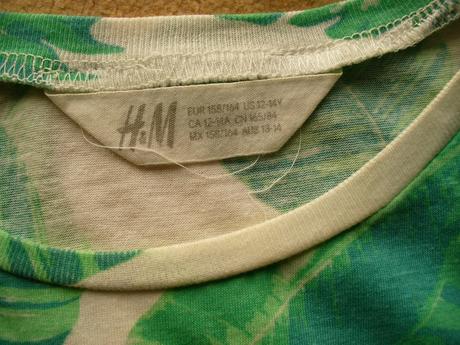 H&M
EUR 158/164 US 12-14Y
CA 12-14A CN 165/84
MX 158/164 AUS 13-14